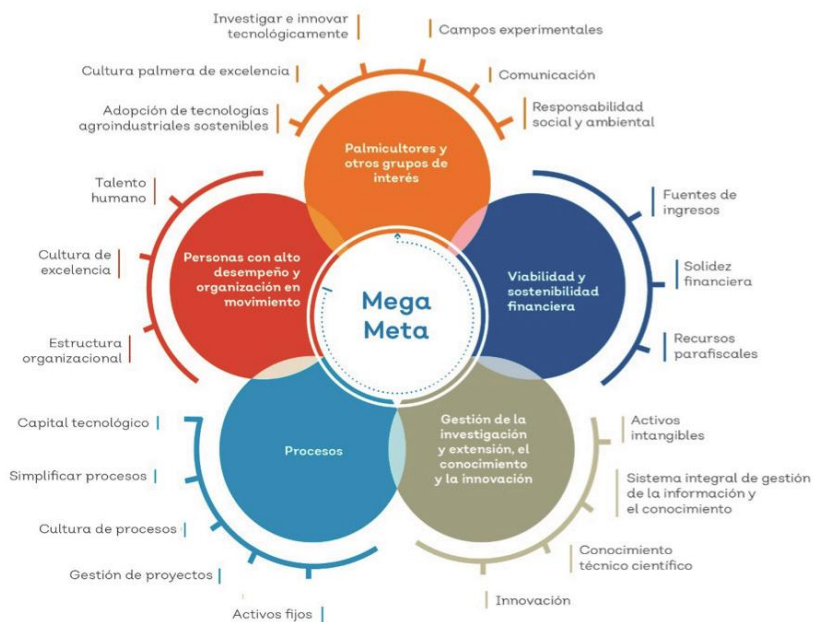 Investigar e innovar
tecnológicamente
Campos experimentales
Cultura palmera de excelencia
Comunicación
Adopción de tecnologías
agroindustriales sostenibles
Responsabilidad
social y ambiental
Palmicultores y
otros grupos de
interés
Talento
humano
Cultura de
excelencia
Estructura
organizacional
Personas con alto
desempeño y
organización en
movimiento
Mega
Meta
Viabilidad y
sostenibilidad
financiera
Fuentes de
ingresos
Solidez
financiera
Recursos
parafiscales
Capital tecnológico
Simplificar procesos
Cultura de procesos
Gestión de proyectos
Activos fijos
Procesos
Gestión de la
investigación
y extensión, el
conocimiento
y la innovación
Activos
intangibles
Sistema integral de gestión
de la información y
el conocimiento
Conocimiento
técnico científico
Innovación